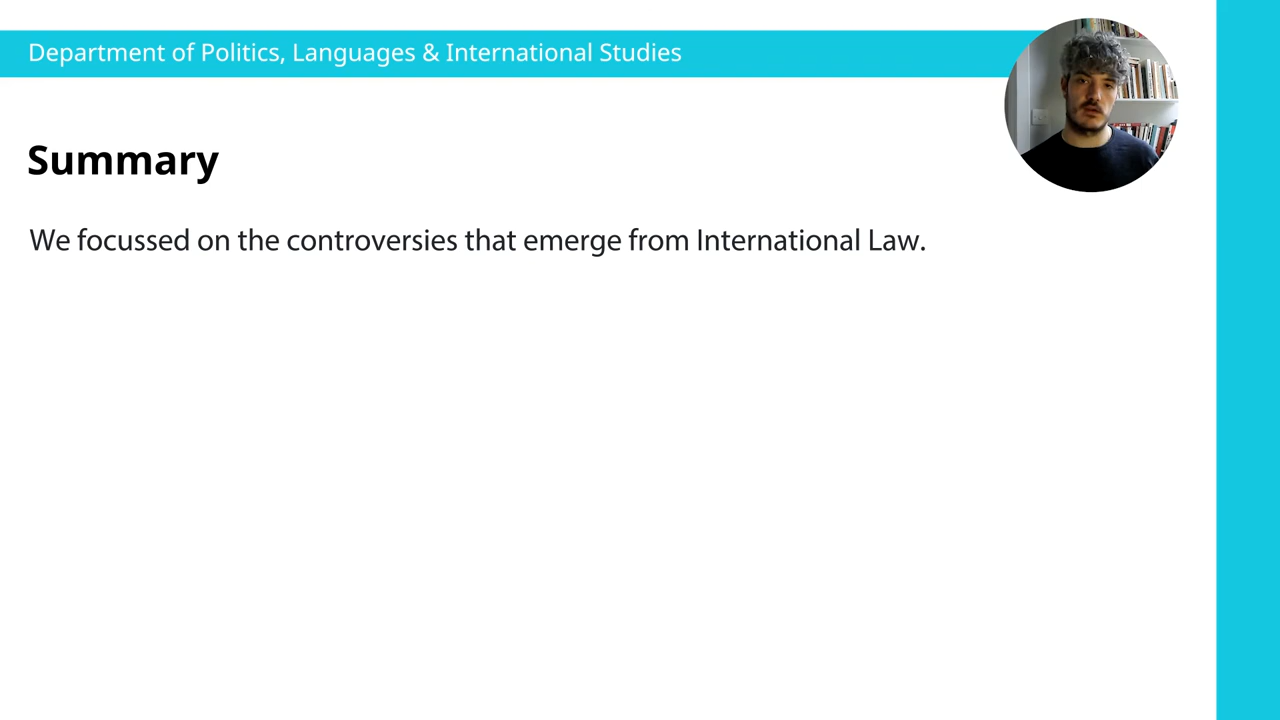 Department of Politics, Languages & International Studies
Summary
We focussed on the controversies that emerge from International Law.